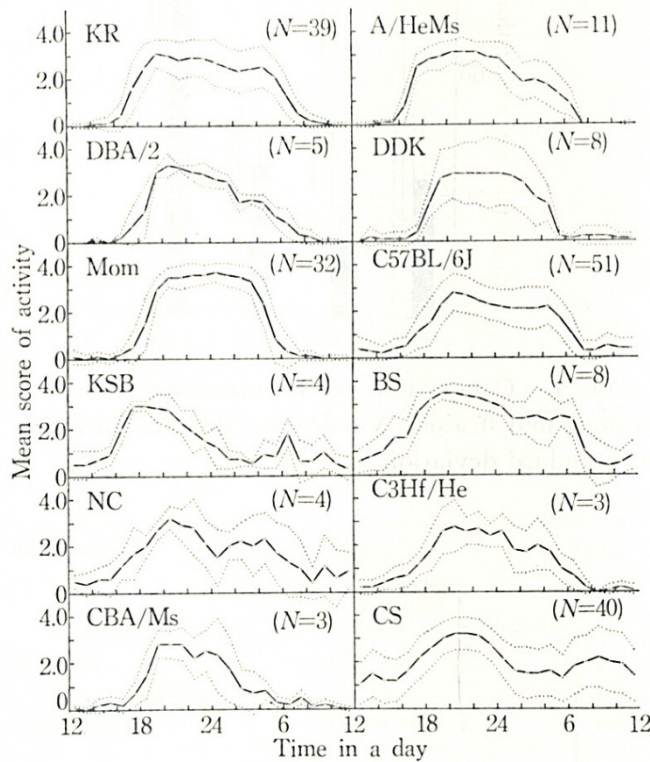 4.0 KR (N=39) A/HeMs (N=11)
2.0
0
4.0 DBA/2 (N=5) DDK (N=8)
2.0
0
4.0 Mom (N=32) C57BL/6J (N=51)
2.0
0
4.0 KSB (N=4) BS (N=8)
2.0
0
4.0 NC (N=4) C3Hf/He (N=3)
2.0
0
4.0 CBA/Ms (N=3) CS (N=40)
2.0
0
12 18 24 6 12 18 24 6 12
Time in a day
Mean score of activity